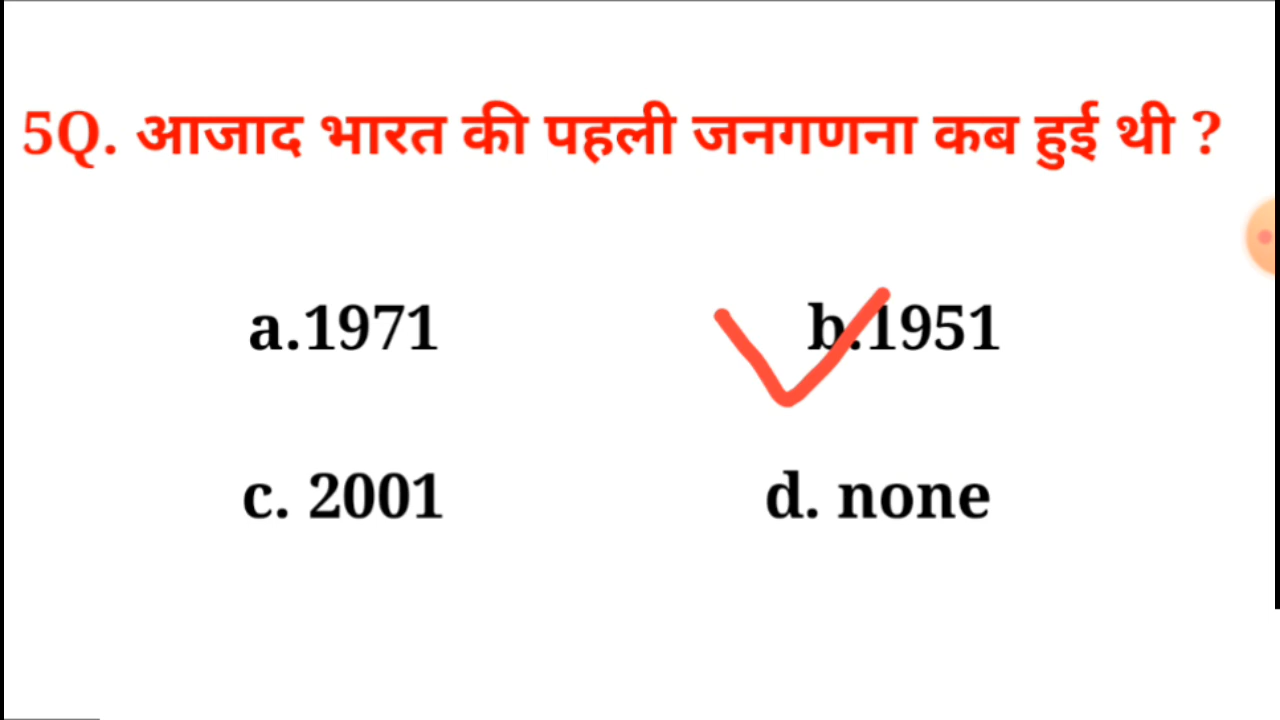 5Q. आजाद भारत की पहली जनगणना कब हुई थी ?
a.1971 b.1951
c. 2001 d. none